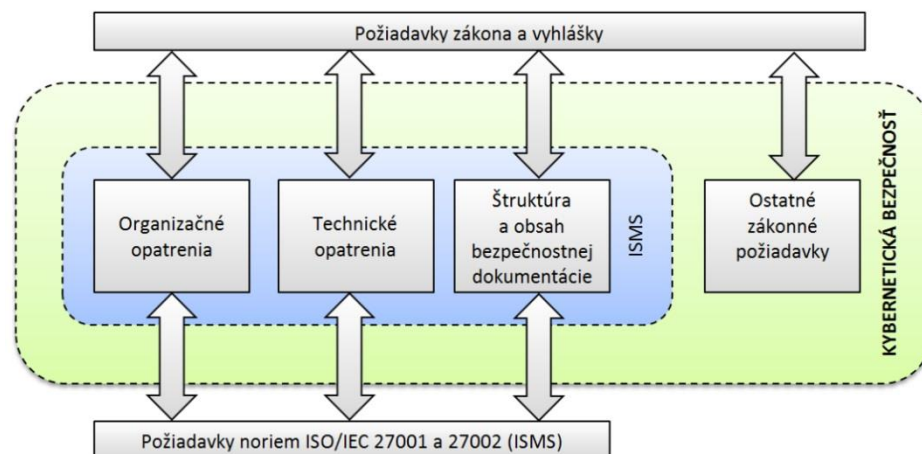 Požiadavky zákona a vyhlášky
Organizačné
opatrenia
Technické
opatrenia
Štruktúra
a obsah
bezpečnostnej
dokumentácie
ISMS
Ostatné
zákonné
požiadavky
KYBERNETICKÁ BEZPEČNOSŤ
Požiadavky noriem ISO/IEC 27001 a 27002 (ISMS)